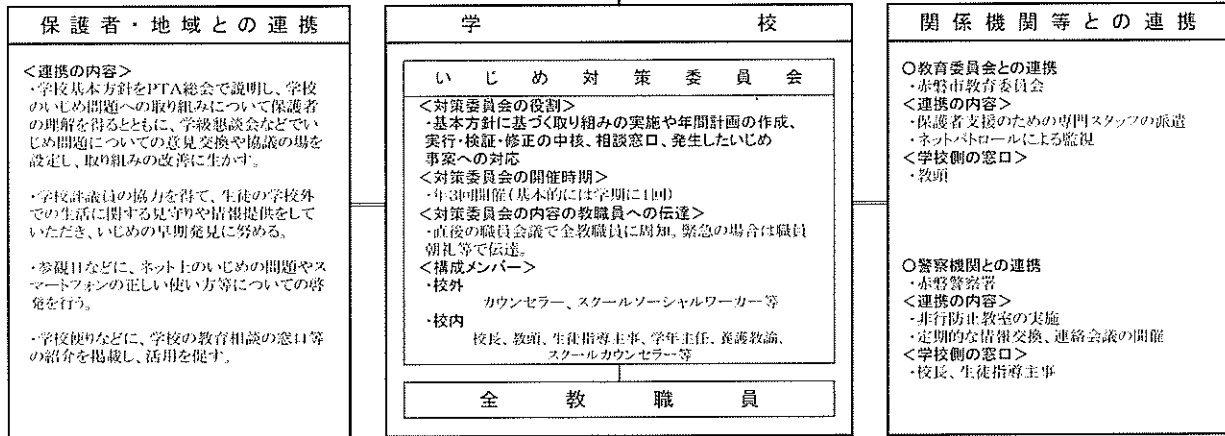 保護者・地域との連携
<連携の内容>
・学校基本方針をPTA総会で説明し、学校
のいじめ問題への取り組みについて保護者
の理解を得るとともに、学級懇談会などでい
じめ問題についての意見交換や協議の場を
設定し、取り組みの改善に生かす。
・学校評議員の協力を得て、生徒の学校外
での生活に関する見守りや情報提供をして
いただき、いじめの早期発見に努める。
・参観日などに、ネット上のいじめの問題やス
マートフォンの正しい使い方等についての啓
発を行う。
・学校便りなどに、学校の教育相談の窓口等
の紹介を掲載し、活用を促す。
学校
いじめ対策委員会
<対策委員会の役割>
・基本方針に基づく取り組みの実施や年間計画の作成、
実行・検証・修正の中核、相談窓口、発生したいじめ
事案への対応
<対策委員会の開催時期>
・年3回開催(基本的には学期に1回)
<対策委員会の内容の教職員への伝達>
・直後の職員会議で全教職員に周知。緊急の場合は職員
朝礼等で伝達。
<構成メンバー>
・校外
カウンセラー、スクールソーシャルワーカー等
・校内
校長、教頭、生徒指導主事、学年主任、養護教諭、
スクールカウンセラー等
全教職員
関係機関等との連携
○教育委員会との連携
・赤磐市教育委員会
<連携の内容>
・保護者支援のための専門スタッフの派遣
・ネットパトロールによる監視
<学校側の窓口>
・教頭
○警察機関との連携
・赤磐警察署
<連携の内容>
・非行防止教室の実施
・定期的な情報交換、連絡会議の開催
<学校側の窓口>
・校長、生徒指導主事